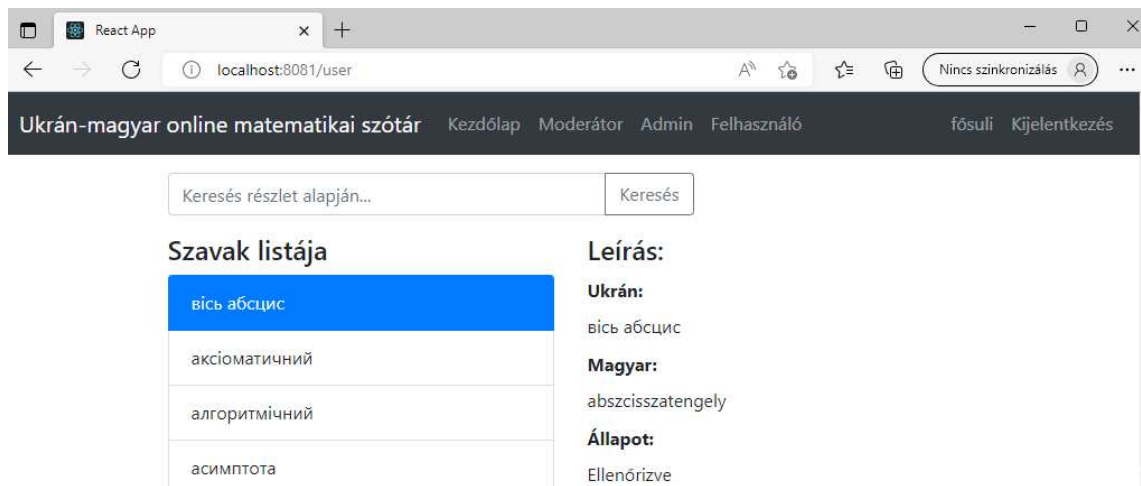 React App
localhost:8081/user
Nincs szinkronizálás
Ukrán-magyar online matematikai szótár Kezdőlap Moderátor Admin Felhasználó fősuli Kijelentkezés
Keresés részlet alapján... Keresés
Szavak listája
вісь абсцис
аксіоматичний
алгоритмічний
асимптота
Leírás:
Ukrán:
вісь абсцис
Magyar:
abszcisszatengely
Állapot:
Ellenőrizve